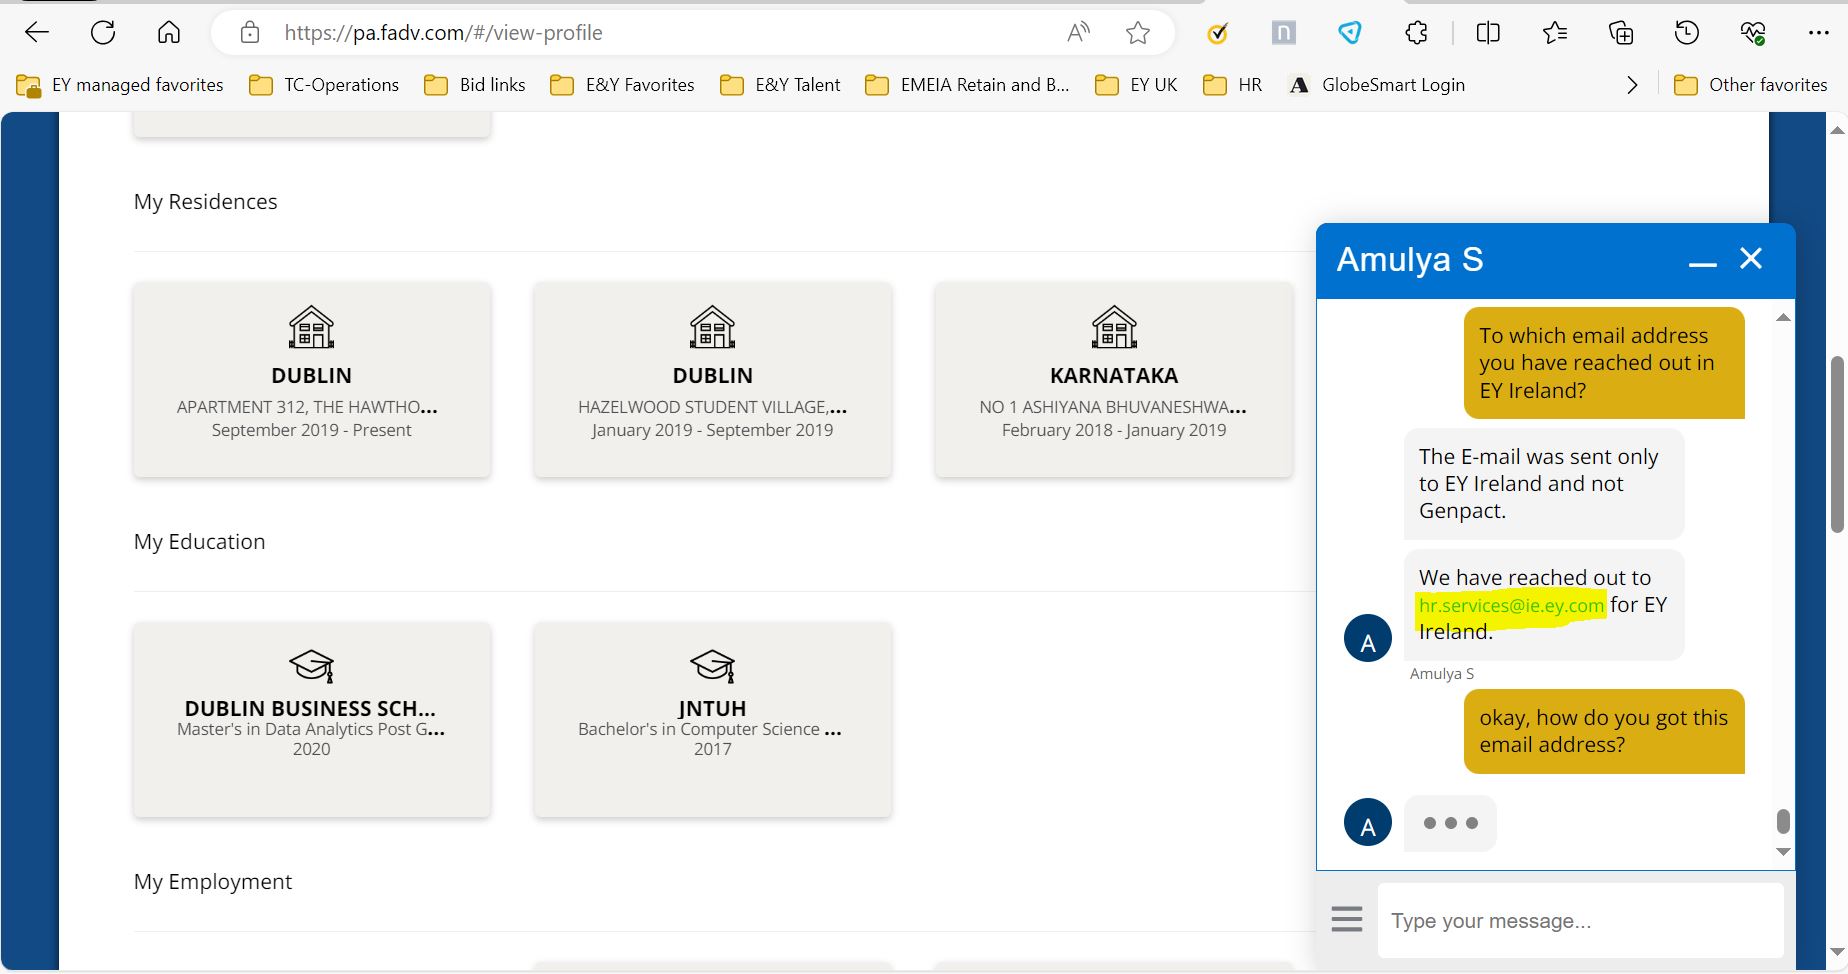 https://pa.fadv.com/#/view-profile
EY managed favorites
TC-Operations
Bid links
E&Y Favorites
E&Y Talent
EMEIA Retain and B...
EY UK
HR
GlobeSmart Login
Other favorites
My Residences
DUBLIN
APARTMENT 312, THE HAWTHO...
September 2019 - Present
DUBLIN
HAZELWOOD STUDENT VILLAGE,...
January 2019 - September 2019
KARNATAKA
NO 1 ASHIYANA BHUVANESHWA...
February 2018 - January 2019
My Education
DUBLIN BUSINESS SCH...
Master's in Data Analytics Post G...
2020
JNTUH
Bachelor's in Computer Science ...
2017
My Employment
Amulya S
To which email address
you have reached out in
EY Ireland?
The E-mail was sent only
to EY Ireland and not
Genpact.
We have reached out to
hr.services@ie.ey.com for EY
Ireland.
A
Amulya S
okay, how do you got this
email address?
A
Type your message...